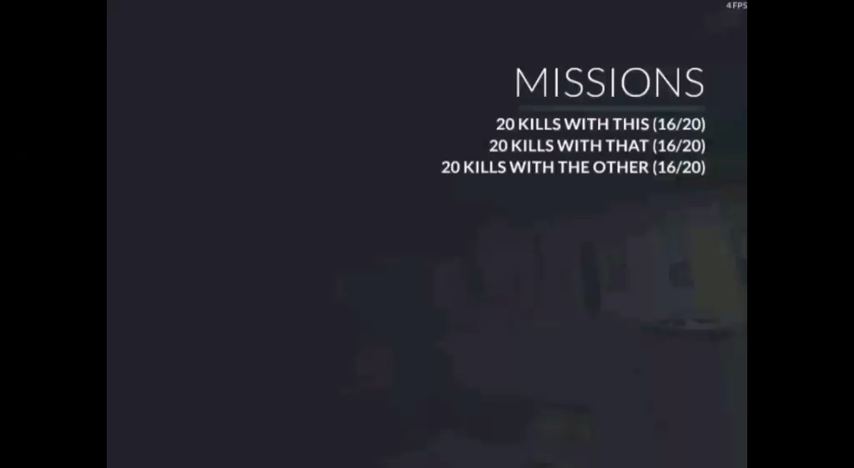 4 FPS
MISSIONS
20 KILLS WITH THIS (16/20)
20 KILLS WITH THAT (16/20)
20 KILLS WITH THE OTHER (16/20)